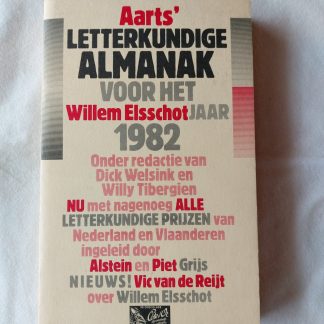 Aarts'
LETTERKUNDIGE
ALMANAK
VOOR HET
Willem Elsschot JAAR
1982
Onder redactie van
Dick Welsink en
Willy Tibergien
NU met nagenoeg ALLE
LETTERKUNDIGE PRIJZEN van
Nederland en Vlaanderen
ingeleid door
Alstein en Piet Grijs
NIEUWS! Vic van de Reijt
over Willem Elsschot